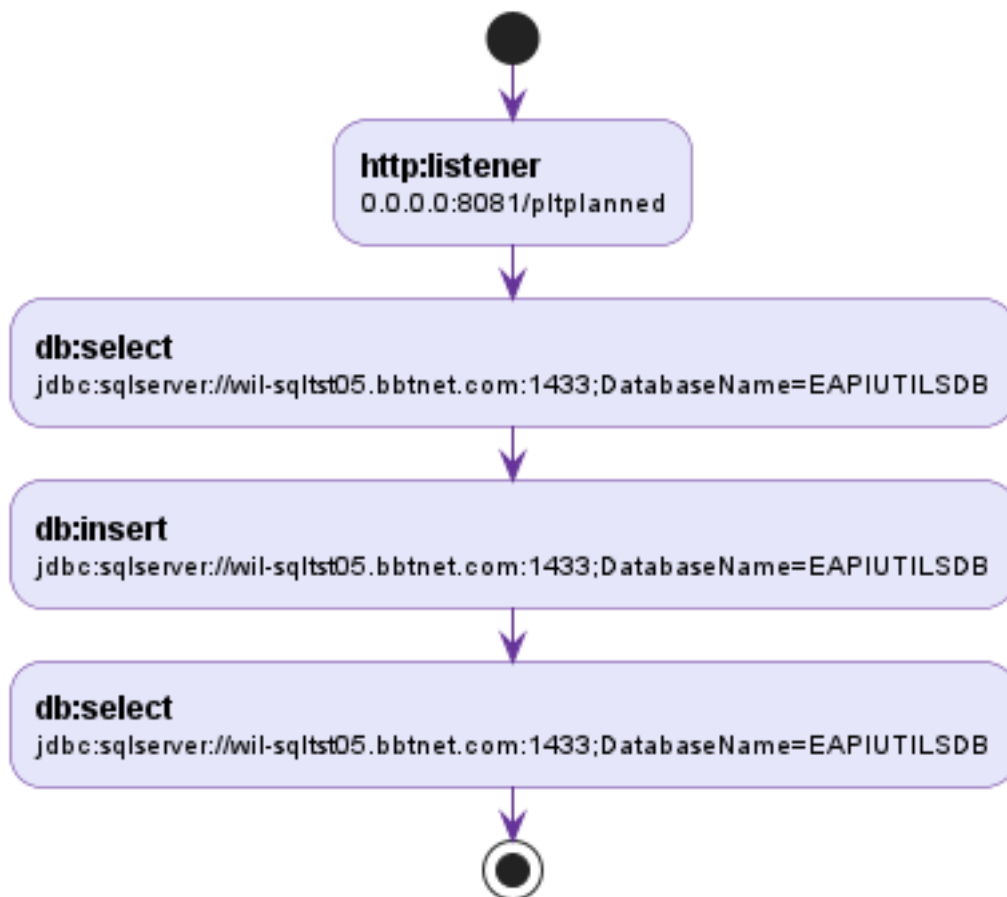 http:listener
0.0.0.0:8081/pltplanned
db:select
jdbc:sqlserver://wil-sqltst05.bbtnet.com:1433;DatabaseName=EAPIUTILSDB
db:insert
jdbc:sqlserver://wil-sqltst05.bbtnet.com:1433;DatabaseName=EAPIUTILSDB
db:select
jdbc:sqlserver://wil-sqltst05.bbtnet.com:1433;DatabaseName=EAPIUTILSDB